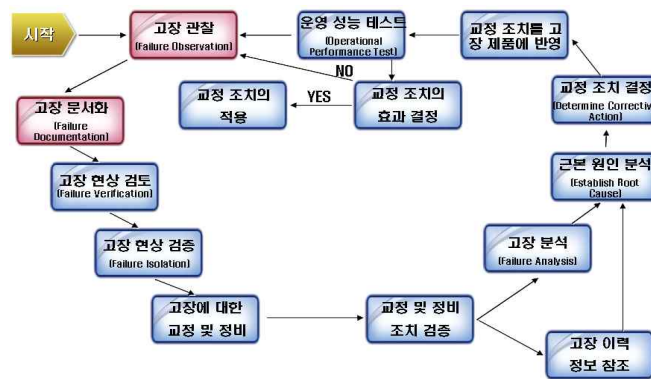 시작
고장 관찰
(Failure Observation)
운영 성능 테스트
(Operational
Performance Test)
교정 조치를 고
장 제품에 반영
NO
YES
교정 조치의
적용
교정 조치의
효과 결정
교정 조치 결정
(Determine Corrective
Action)
고장 문서화
(Failure
Documentation)
고장 현상 검토
(Failure Verification)
근본 원인 분석
(Establish Root
Cause)
고장 현상 검증
(Failure Isolation)
고장 분석
(Failure Analysis)
고장에 대한
교정 및 정비
교정 및 정비
조치 검증
고장 이력
정보 참조